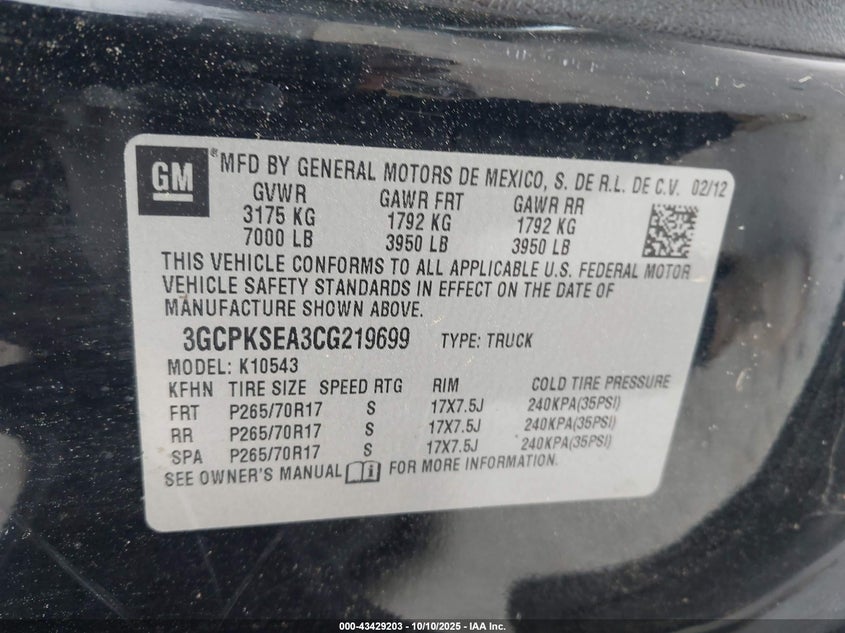 GM
®MFD BY GENERAL MOTORS DE MEXICO, S. DE R.L. DE C.V. 02/12
GVWR GAWR FRT GAWR RR
3175 KG 1792 KG 1792 KG
7000 LB 3950 LB 3950 LB
THIS VEHICLE CONFORMS TO ALL APPLICABLE U.S. FEDERAL MOTOR
VEHICLE SAFETY STANDARDS IN EFFECT ON THE DATE OF
MANUFACTURE SHOWN ABOVE.
3GCPKSEA3CG219699 TYPE: TRUCK
MODEL: K10543
KFHN TIRE SIZE SPEED RTG RIM COLD TIRE PRESSURE
FRT P265/70R17 S 17X7.5J 240KPA(35PSI)
RR P265/70R17 S 17X7.5J 240KPA(35PSI)
SPA P265/70R17 S 17X7.5J 240KPA(35PSI)
SEE OWNER'S MANUAL i FOR MORE INFORMATION.
000-43429203 - 10/10/2025 - IAA Inc.